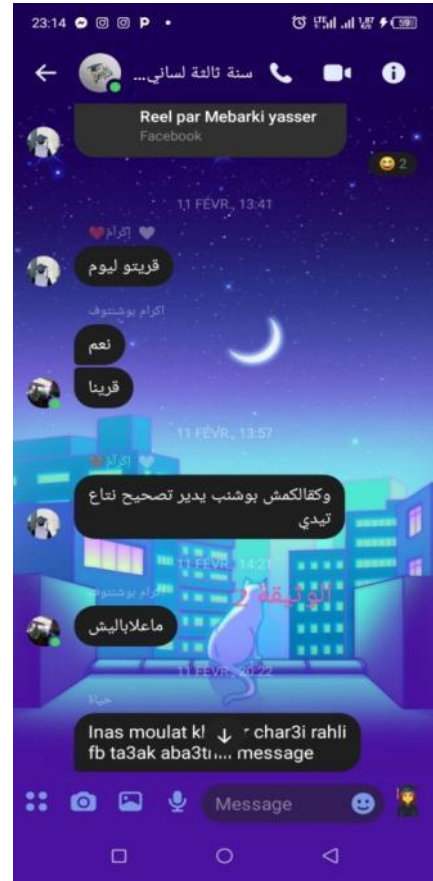 23:14
59
سنة ثالثة لساني...
Reel par Mebarki yasser
Facebook
2
11 FÉVR., 13:41
إكرام
قريتو ليوم
اكرام بوشنتوف
نعم
قرينا
11 FÉVR., 13:57
إكرام
وكقالكمش بوشنب يدير تصحيح نتاع
تيدي
11 FÉVR., 14:21
اكرام بوشنتوف
الوثيقة 2
ماعلاباليش
11 FÉVR., 20:22
حياة
Inas moulat char3i rahli
fb ta3ak message
Message